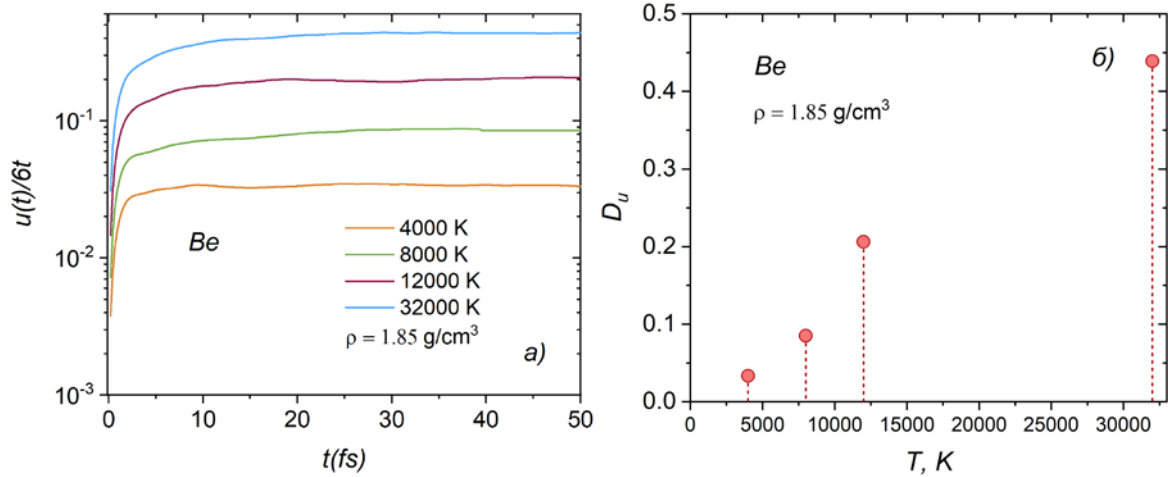 u(t)/6t
10⁻¹
10⁻²
10⁻³
Be
4000 K
8000 K
12000 K
32000 K
ρ = 1.85 g/cm³
а)
0 10 20 30 40 50
t(fs)
D_u
0.5
0.4
0.3
0.2
0.1
0.0
Be
б)
ρ = 1.85 g/cm³
0 5000 10000 15000 20000 25000 30000
T, K